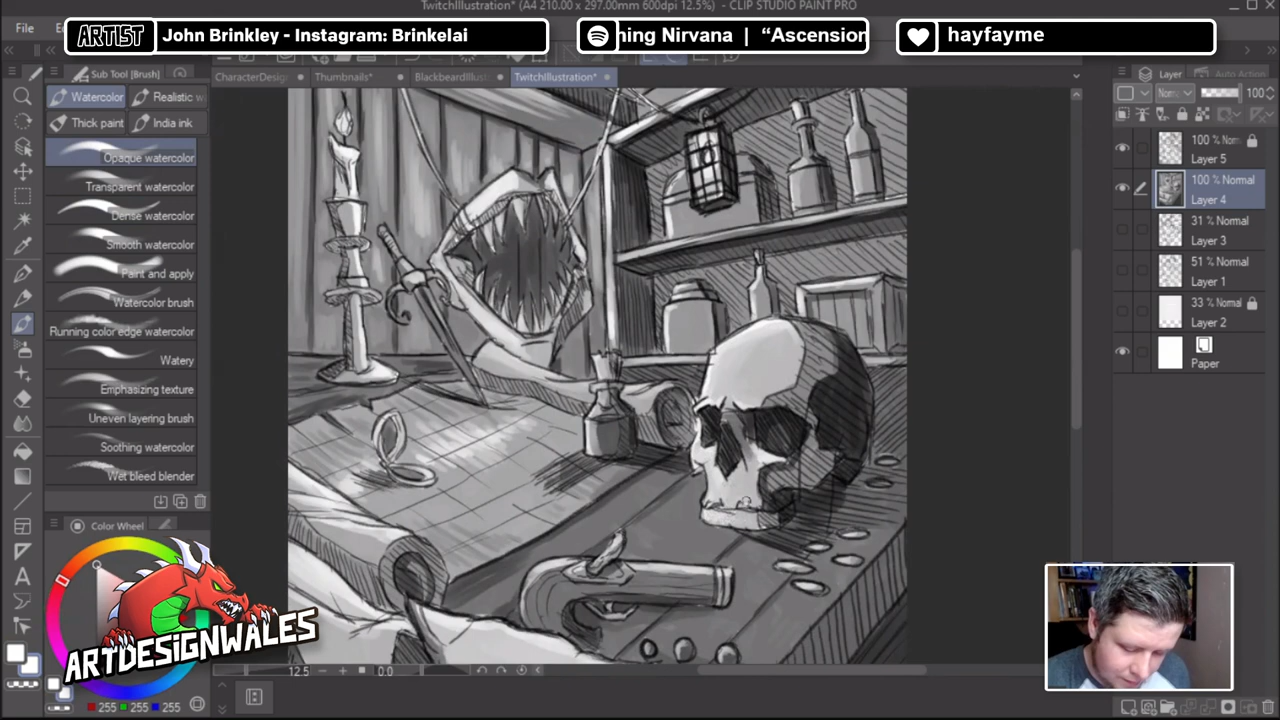 TwitchIllustration* (A4 210.00 x 297.00mm 600dpi 12.5%) - CLIP STUDIO PAINT PRO
File
ARTIST
John Brinkley - Instagram: Brinkelai
ning Nirvana | “Ascension
hayfayme
Sub Tool [Brush]
CharacterDesig
Thumbnails*
BlackbeardIllust
TwitchIllustration*
Layer
Auto Action
Watercolor
Realistic w
Thick paint
India ink
Norm
100
Opaque watercolor
Transparent watercolor
Dense watercolor
Smooth watercolor
Paint and apply
Watercolor brush
Running color edge watercolor
Watery
Emphasizing texture
Uneven layering brush
Soothing watercolor
Wet bleed blender
100 % Norm
Layer 5
100 % Normal
Layer 4
31 % Normal
Layer 3
51 % Normal
Layer 1
33 % Normal
Layer 2
Paper
Color Wheel
ARTDESIGNWALES
12.5
0.0
255 255 255